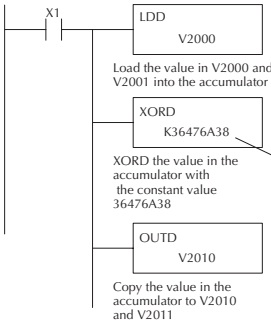 X1
LDD
V2000
Load the value in V2000 and
V2001 into the accumulator
XORD
K36476A38
XORD the value in the
accumulator with
the constant value
36476A38
OUTD
V2010
Copy the value in the
accumulator to V2010
and V2011